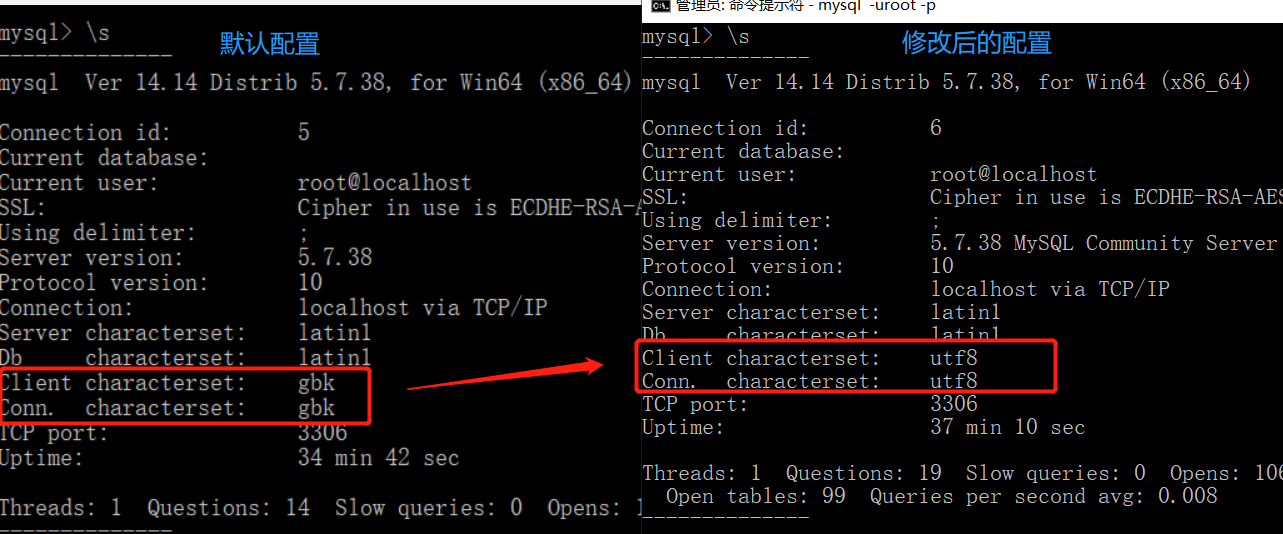 mysql> \s
默认配置
--------------
mysql  Ver 14.14 Distrib 5.7.38, for Win64 (x86_64)
Connection id:          5
Current database:
Current user:           root@localhost
SSL:                    Cipher in use is ECDHE-RSA-A
Using delimiter:        ;
Server version:         5.7.38
Protocol version:       10
Connection:             localhost via TCP/IP
Server characterset:    latin1
Db     characterset:    latin1
Client characterset:    gbk
Conn.  characterset:    gbk
TCP port:               3306
Uptime:                 34 min 42 sec
Threads: 1  Questions: 14  Slow queries: 0  Opens: 1
--------------
管理员: 命令提示符 - mysql  -uroot -p
mysql> \s
修改后的配置
--------------
mysql  Ver 14.14 Distrib 5.7.38, for Win64 (x86_64)
Connection id:          6
Current database:
Current user:           root@localhost
SSL:                    Cipher in use is ECDHE-RSA-AES
Using delimiter:        ;
Server version:         5.7.38 MySQL Community Server
Protocol version:       10
Connection:             localhost via TCP/IP
Server characterset:    latin1
Db     characterset:    latin1
Client characterset:    utf8
Conn.  characterset:    utf8
TCP port:               3306
Uptime:                 37 min 10 sec
Threads: 1  Questions: 19  Slow queries: 0  Opens: 106
  Open tables: 99  Queries per second avg: 0.008
--------------